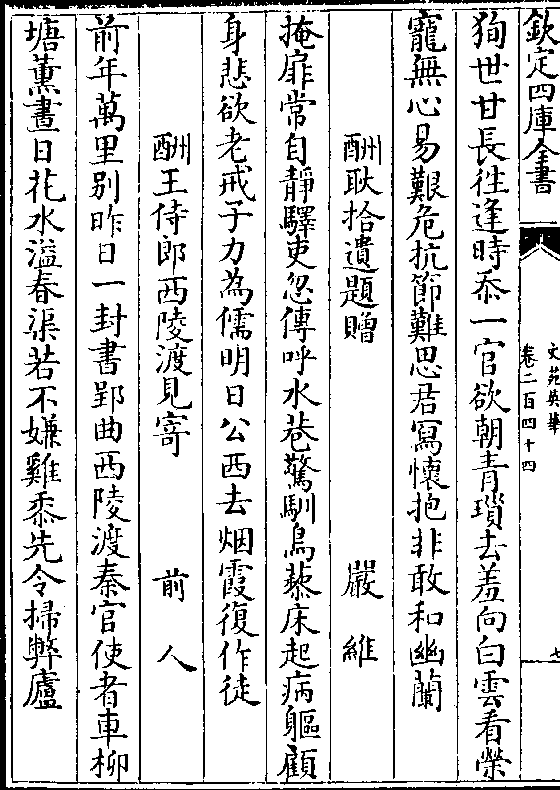 欽定四庫全書
文苑英華
卷二百四十四
七
狥世甘長徃逢時忝一官欲朝青瑣去羞向白雲看榮
寵無心易艱危抗節難思君冩懷抱非敢和幽蘭
酬耿拾遺題贈 嚴維
掩扉常自静驛吏忽傳呼水巷驚馴鳥藜床起病軀顧
身悲欲老戒子力為儒明日公西去烟霞復作徒
酬王侍郎西陵渡見寄 前人
前年萬里别昨日一封書郢曲西陵渡秦官使者車柳
塘薰晝日花水溢春渠若不嫌雞黍先令掃弊廬